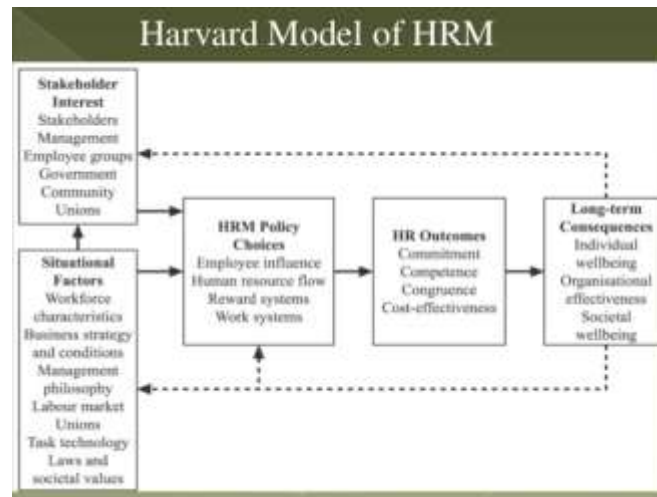 Harvard Model of HRM
Stakeholder
Interest
Stakeholders
Management
Employee groups
Government
Community
Unions
Situational
Factors
Workforce
characteristics
Business strategy
and conditions
Management
philosophy
Labour market
Unions
Task technology
Laws and
societal values
HRM Policy
Choices
Employee influence
Human resource flow
Reward systems
Work systems
HR Outcomes
Commitment
Competence
Congruence
Cost-effectiveness
Long-term
Consequences
Individual
wellbeing
Organisational
effectiveness
Societal
wellbeing